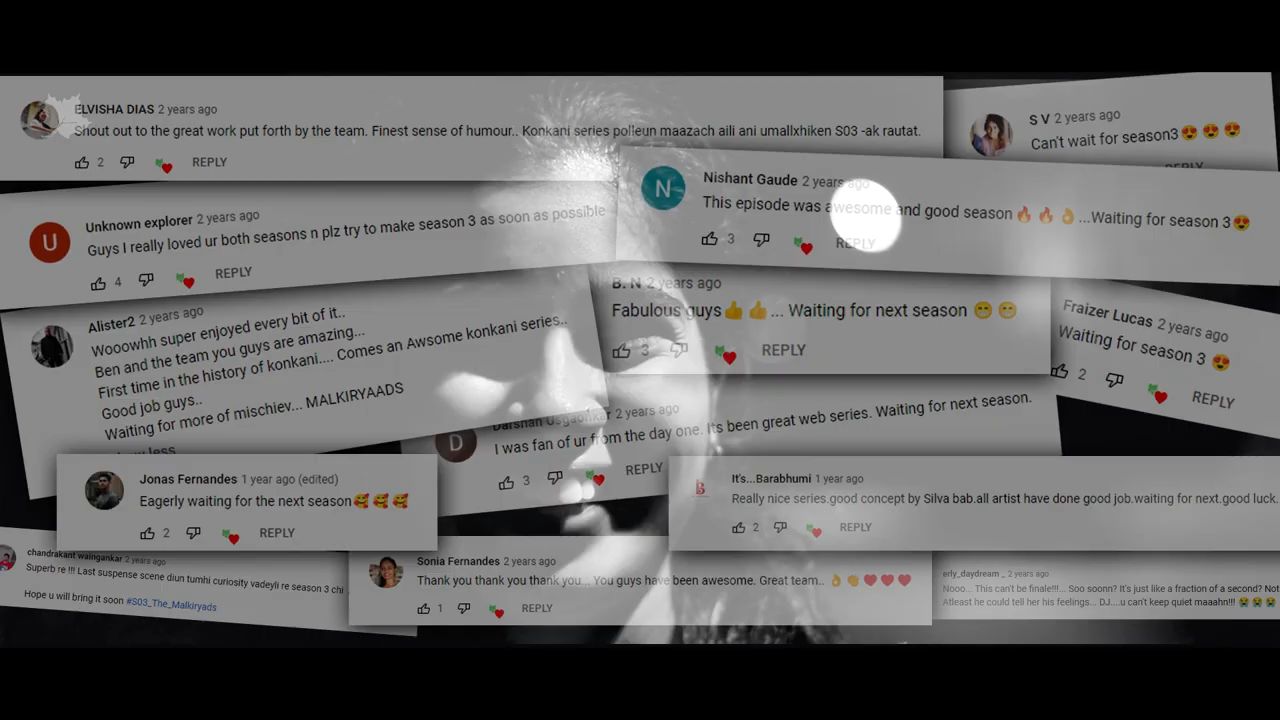 ELVISHA DIAS 2 years ago
Shout out to the great work put forth by the team. Finest sense of humour.. Konkani series polleun maazach aili ani umallxhiken S03 -ak rautat.
2 REPLY
S V 2 years ago
Can't wait for season3😍 😍 😍
REPLY
N
Nishant Gaude 2 years ago
This episode was awesome and good season🔥 🔥 👌...Waiting for season 3😍
3 REPLY
U
Unknown explorer 2 years ago
Guys I really loved ur both seasons n plz try to make season 3 as soon as possible
4 REPLY
B. N 2 years ago
Fabulous guys👍👍... Waiting for next season 😁😁
3 REPLY
Fraizer Lucas 2 years ago
Waiting for season 3 😍
2 REPLY
Alister2 2 years ago
Wooowhh super enjoyed every bit of it..
Ben and the team you guys are amazing...
First time in the history of konkani.... Comes an Awsome konkani series..
Good job guys..
Waiting for more of mischiev... MALKIRYAADS
less
D
Darshan Usgaonkar 2 years ago
I was fan of ur from the day one. Its been great web series. Waiting for next season.
3 REPLY
Jonas Fernandes 1 year ago (edited)
Eagerly waiting for the next season🥰🥰🥰
2 REPLY
B
It's...Barabhumi 1 year ago
Really nice series.good concept by Silva bab.all artist have done good job.waiting for next.good luck.
2 REPLY
chandrakant waingankar 2 years ago
Superb re !!! Last suspense scene diun tumhi curiosity vadeyli re season 3 chi
Hope u will bring it soon #S03_The_Malkiryads
Sonia Fernandes 2 years ago
Thank you thank you thank you... You guys have been awesome. Great team.. 👌 👏 ❤️ ❤️ ❤️
1 REPLY
erly_daydream _ 2 years ago
Nooo... This can't be finale!!!... Soo soonn? It's just like a fraction of a second? Not
Atleast he could tell her his feelings... DJ....u can't keep quiet maaahn!!! 😭 😭 😭